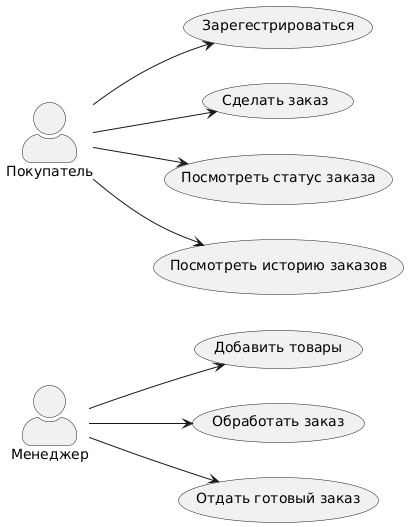 Зарегестрироваться
Сделать заказ
Покупатель
Посмотреть статус заказа
Посмотреть историю заказов
Добавить товары
Обработать заказ
Менеджер
Отдать готовый заказ